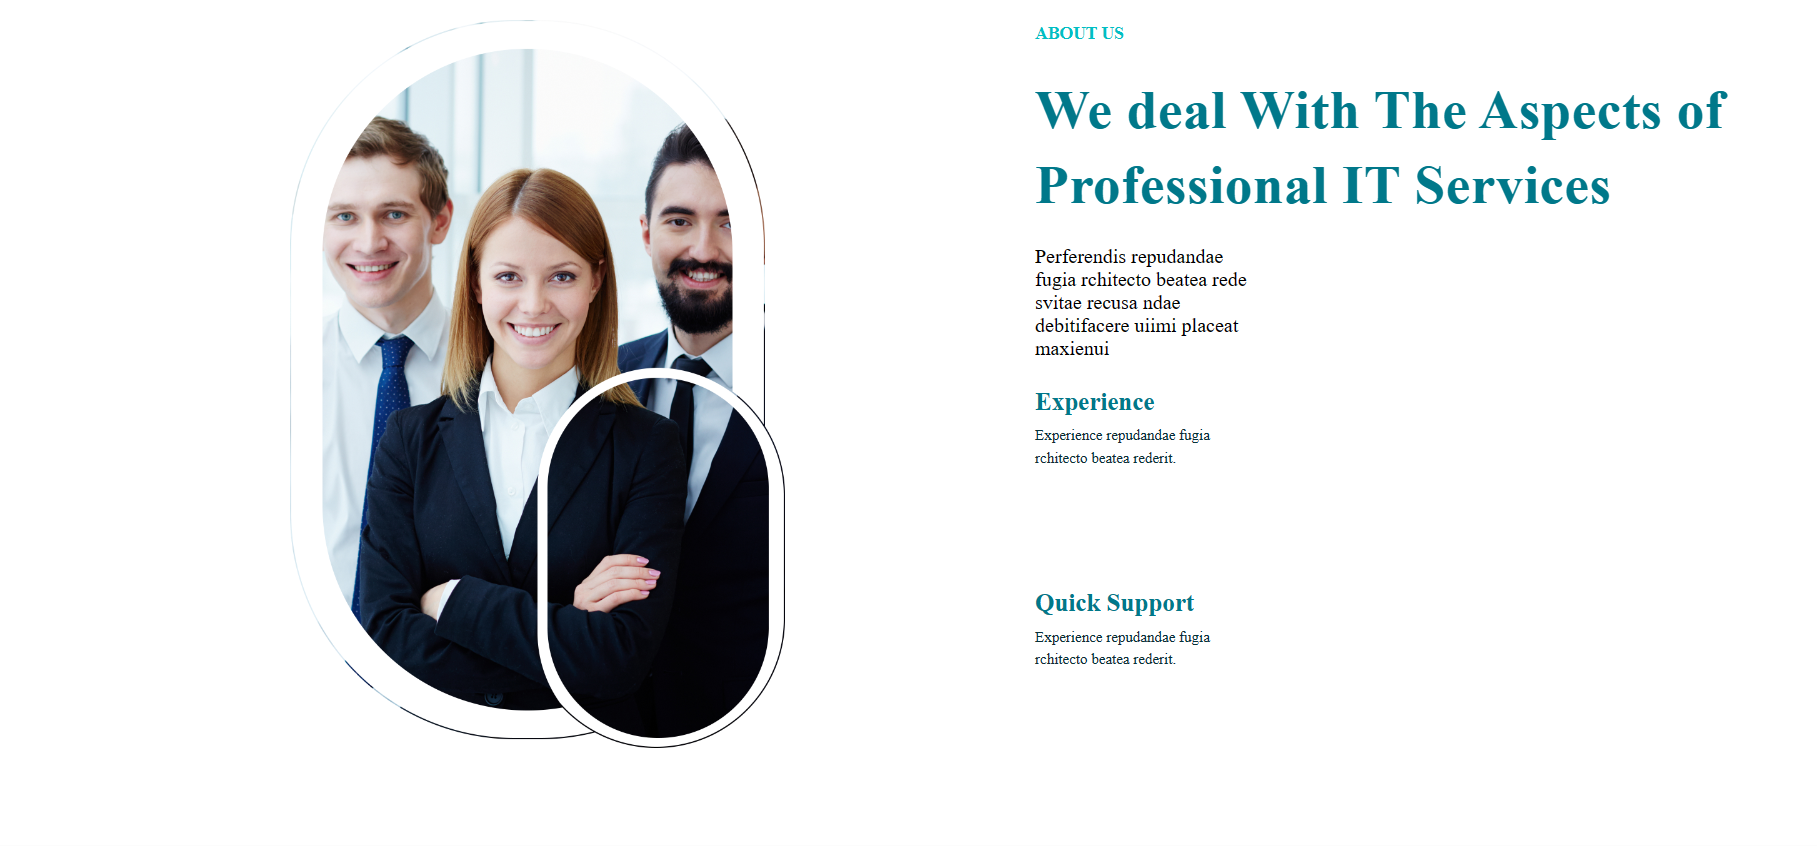 ABOUT US
We deal With The Aspects of
Professional IT Services
Perferendis repudandae
fugia rchitecto beatea rede
svitae recusa ndae
debitifacere uiimi placeat
maxienui
Experience
Experience repudandae fugia
rchitecto beatea rederit.
Quick Support
Experience repudandae fugia
rchitecto beatea rederit.